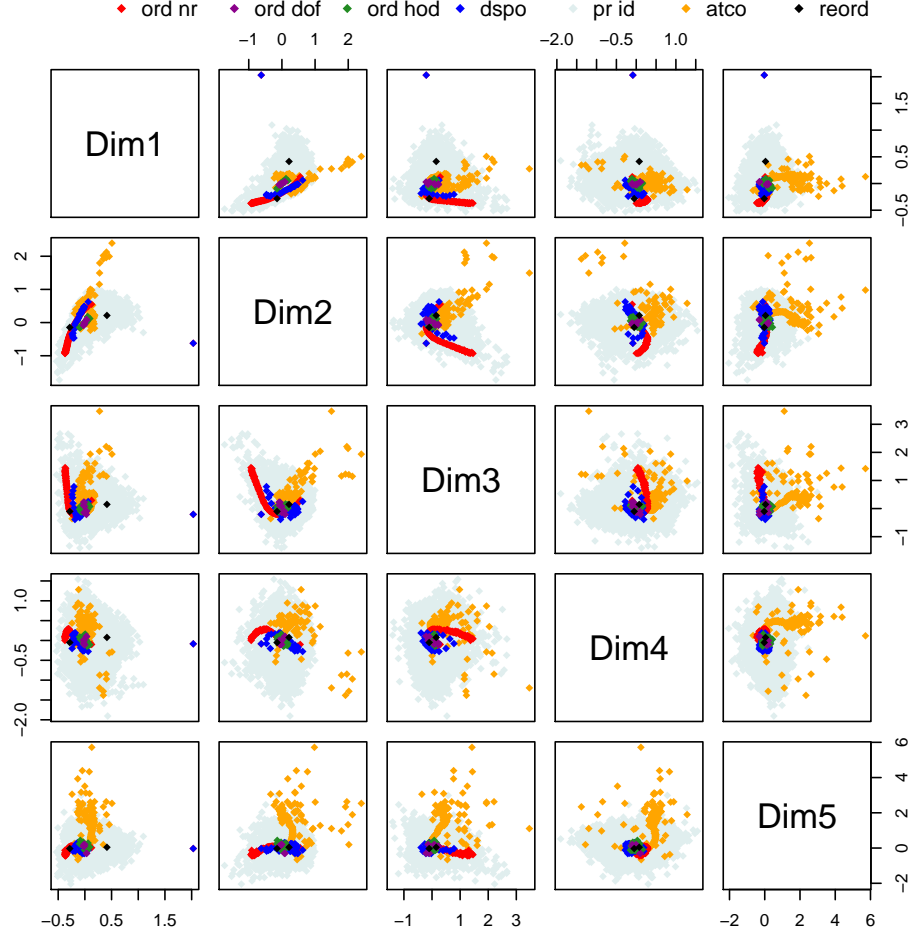 ord nr ord dof ord hod dspo pr id atco reord
−1 0 1 2 −2.0 −0.5 1.0
Dim1 −0.5 0.5 1.5
−1 0 1 2 Dim2
Dim3 −1 1 2 3
−2.0 −0.5 1.0 Dim4
Dim5 −2 0 2 4 6
−0.5 0.5 1.5 −1 0 1 2 3 −2 0 2 4 6